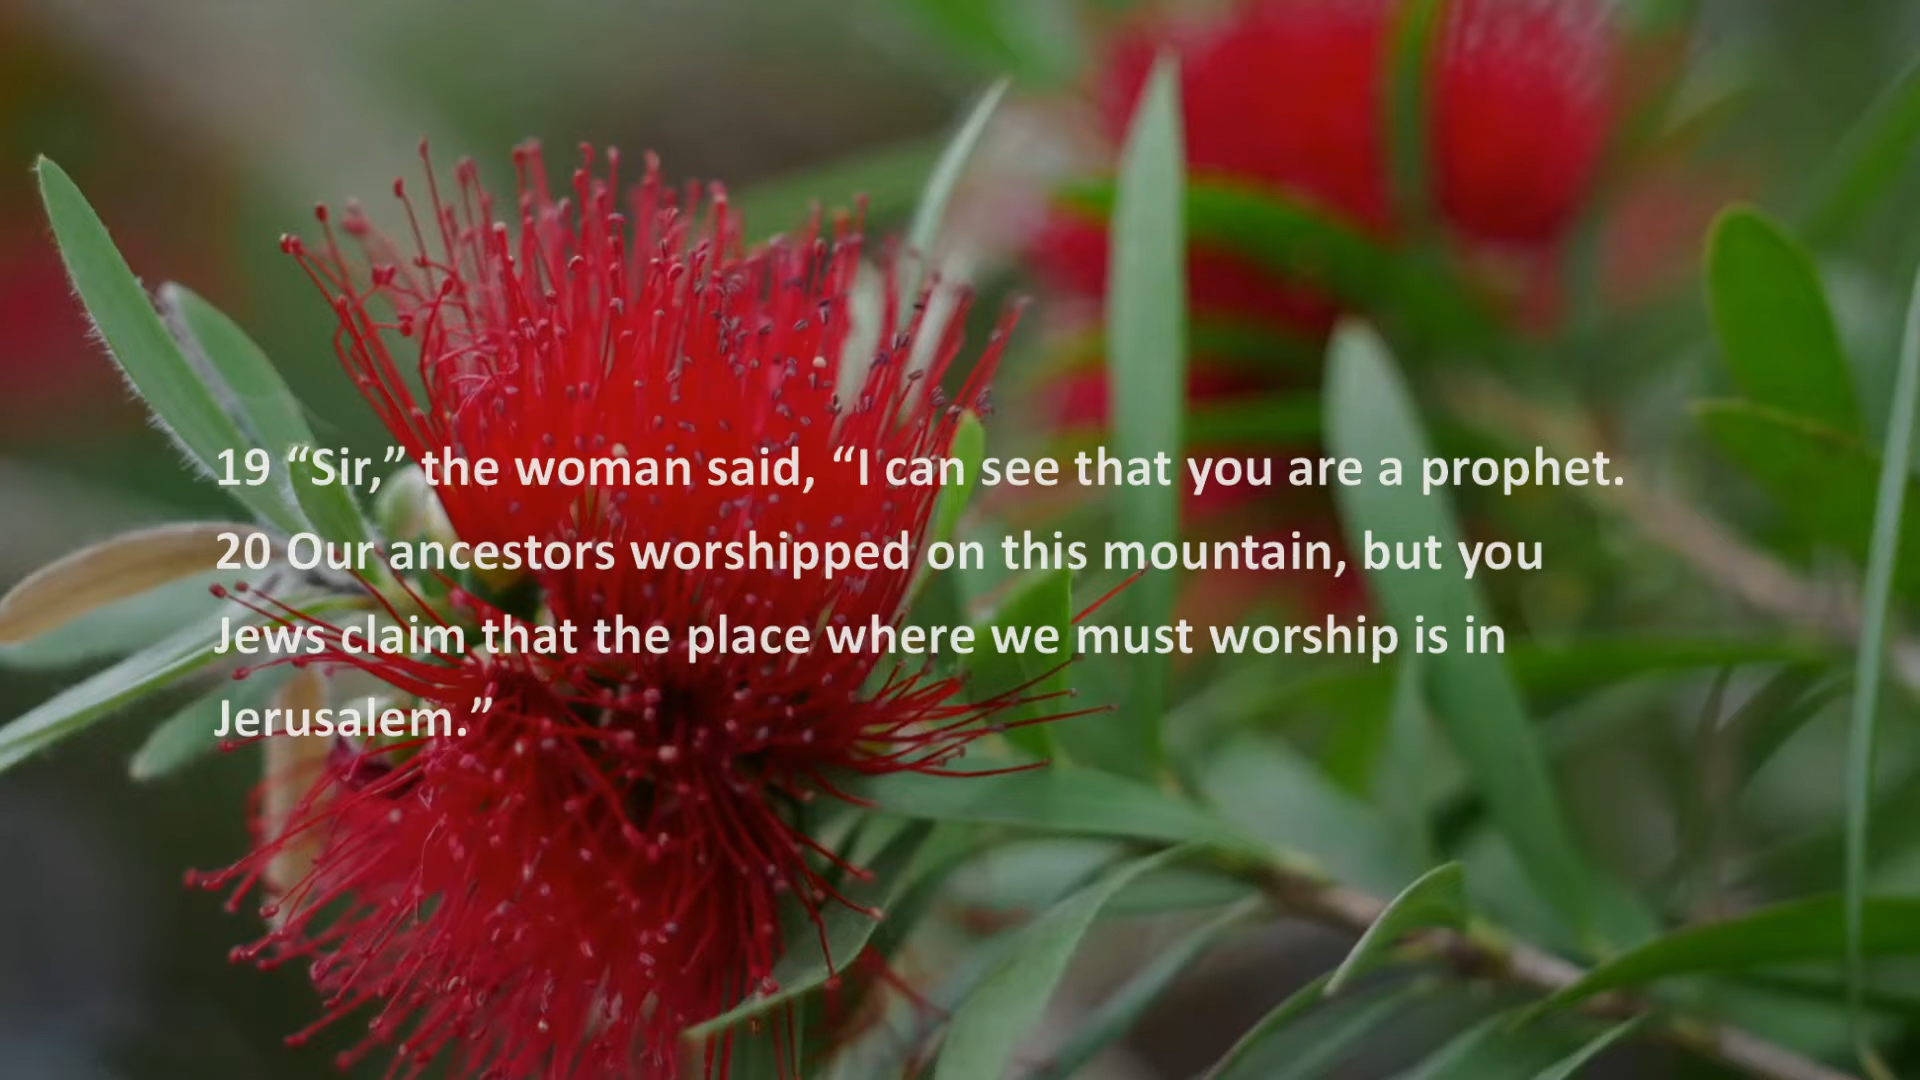 19 “Sir,” the woman said, “I can see that you are a prophet.
20 Our ancestors worshipped on this mountain, but you
Jews claim that the place where we must worship is in
Jerusalem.”